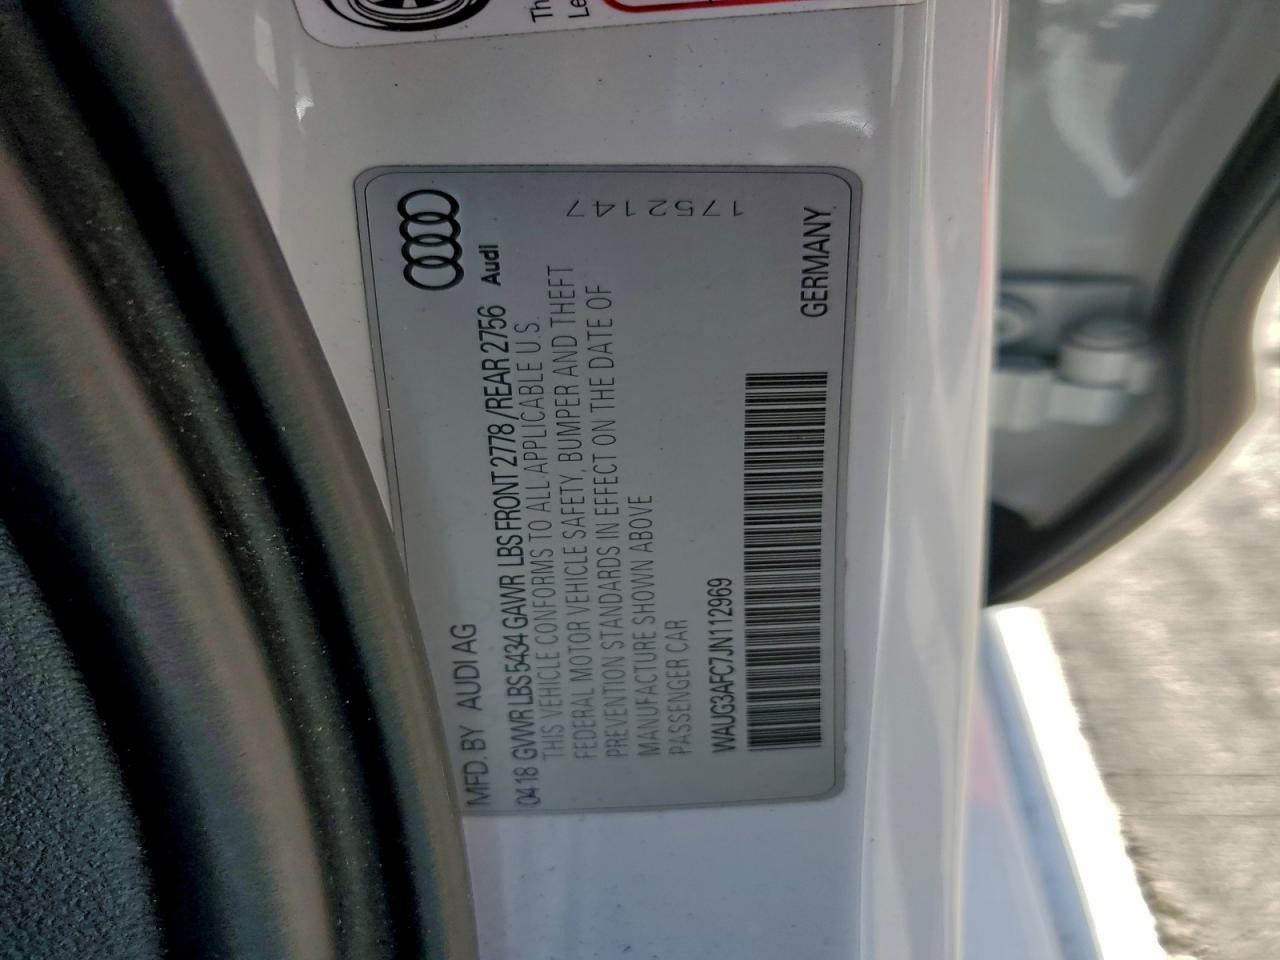 Th
Le
Audi
MFD. BY AUDI AG
04 18 GVWR LBS 5434 GAWR LBS FRONT 2778 / REAR 2756
THIS VEHICLE CONFORMS TO ALL APPLICABLE U.S.
FEDERAL MOTOR VEHICLE SAFETY, BUMPER AND THEFT
PREVENTION STANDARDS IN EFFECT ON THE DATE OF
MANUFACTURE SHOWN ABOVE
PASSENGER CAR
WAUG3AFC7JN112969
GERMANY
1752147